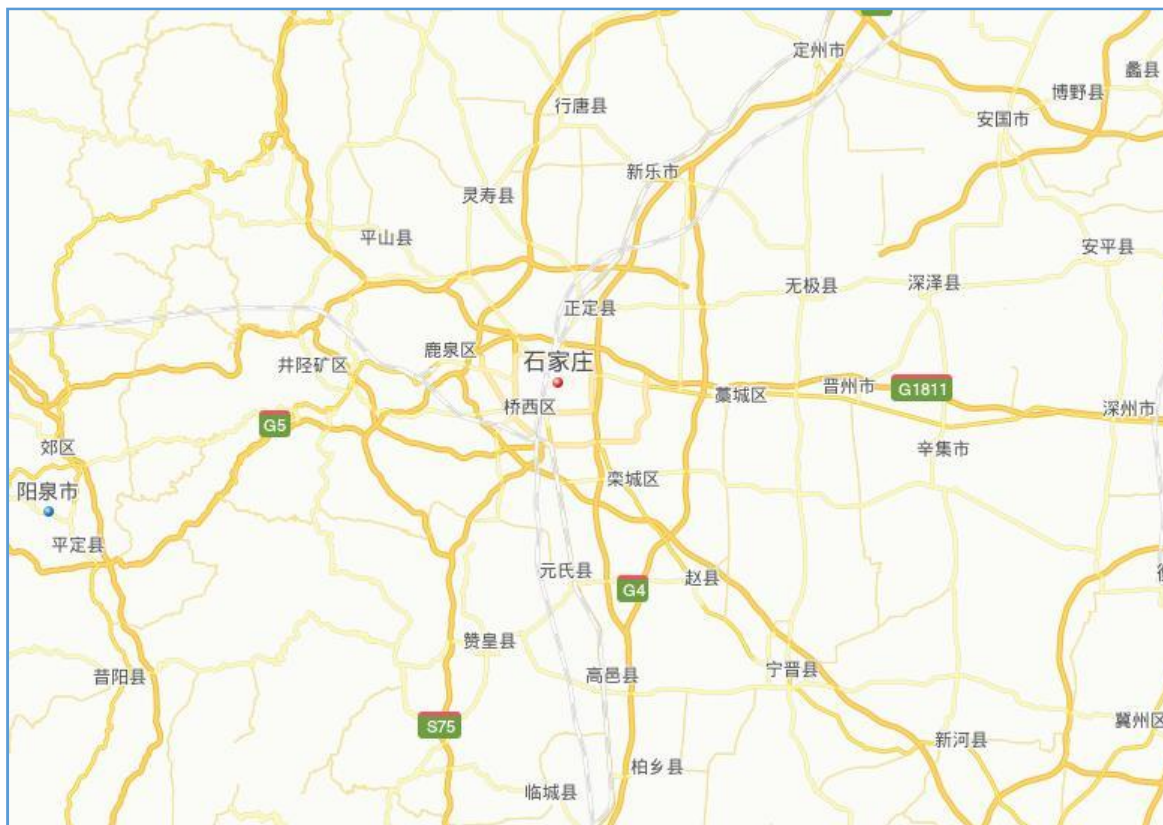 定州市
蠡县
博野县
行唐县
安国市
新乐市
灵寿县
平山县
安平县
无极县
深泽县
正定县
鹿泉区
石家庄
井陉矿区
藁城区
晋州市
G1811
桥西区
深州市
G5
郊区
辛集市
栾城区
阳泉市
平定县
元氏县
赵县
G4
赞皇县
昔阳县
高邑县
宁晋县
冀州区
S75
新河县
柏乡县
临城县